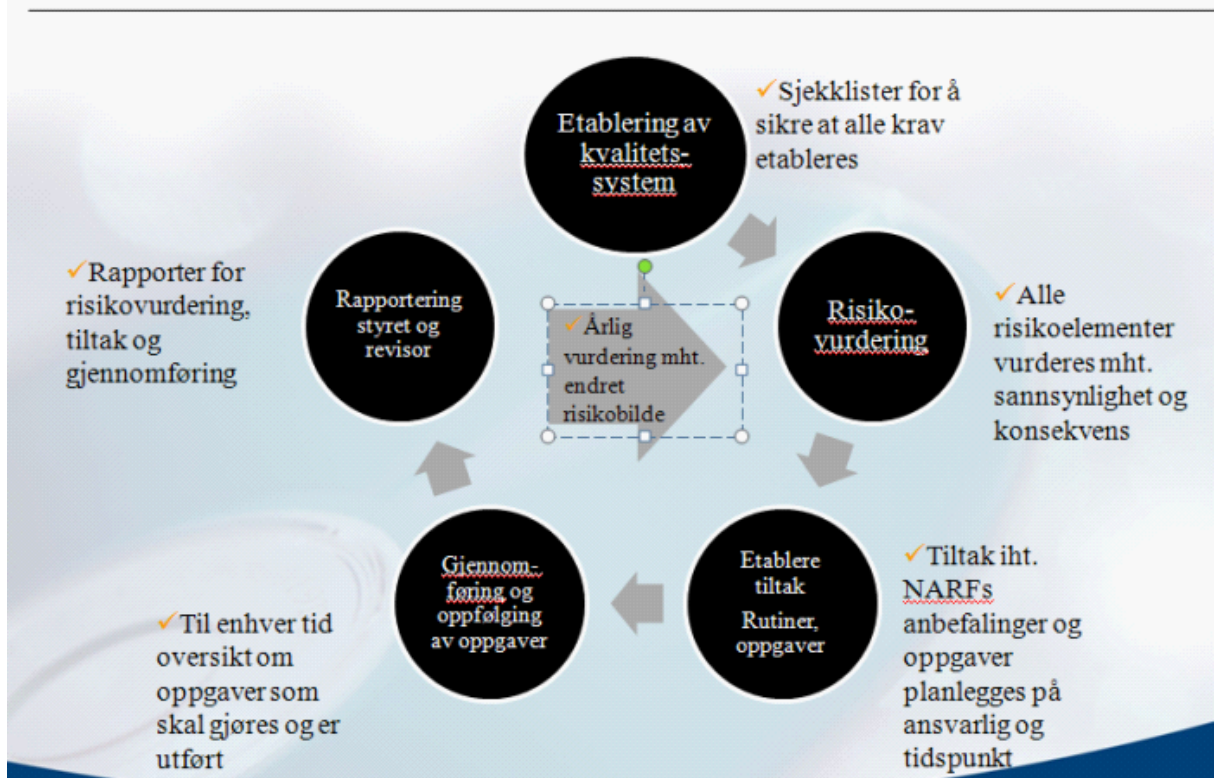 Etablering av
kvalitets-
system
✓Sjekklister for å
sikre at alle krav
etableres
Risiko-
vurdering
✓Alle
risikoelementer
vurderes mht.
sannsynlighet og
konsekvens
Etablere
tiltak
Rutiner,
oppgaver
✓Tiltak iht.
NARFs
anbefalinger og
oppgaver
planlegges på
ansvarlig og
tidspunkt
Gjennom-
føring og
oppfølging
av oppgaver
✓Til enhver tid
oversikt om
oppgaver som
skal gjøres og er
utført
Rapportering
styret og
revisor
✓Rapporter for
risikovurdering,
tiltak og
gjennomføring
✓Årlig
vurdering mht.
endret
risikobilde